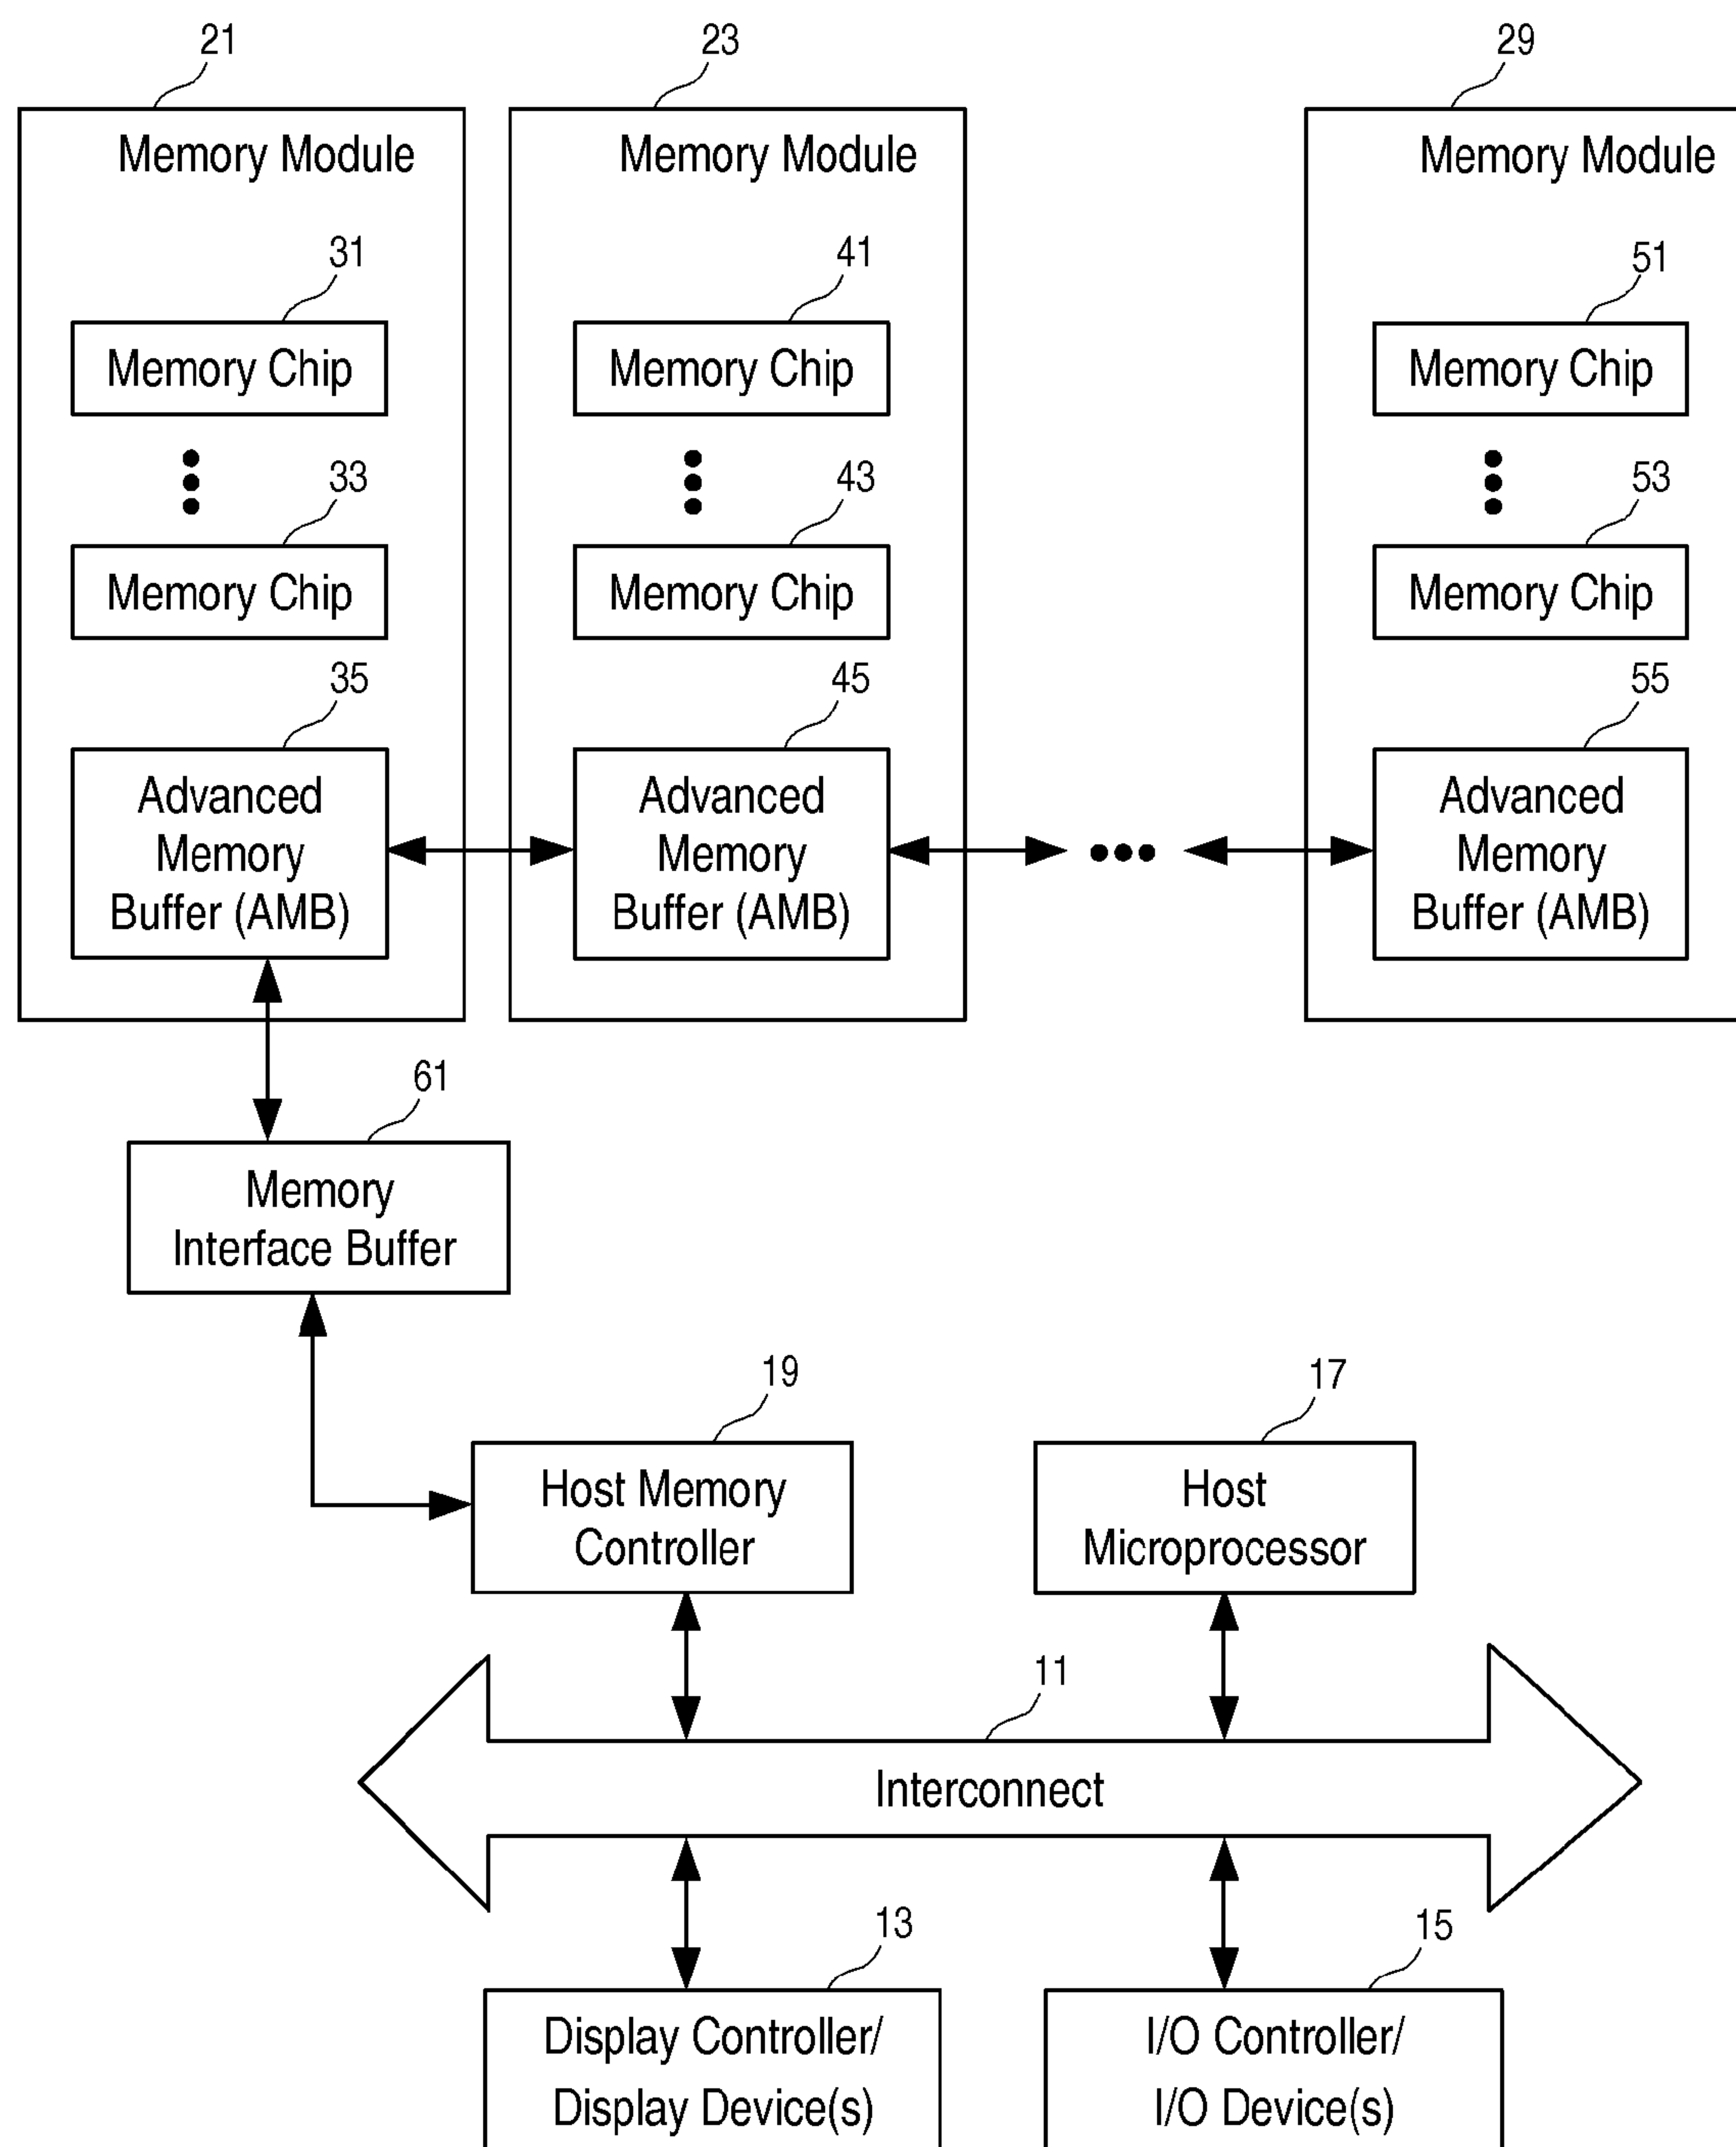 21
23
29
Memory Module
Memory Module
Memory Module
31
41
51
Memory Chip
Memory Chip
Memory Chip
33
43
53
Memory Chip
Memory Chip
Memory Chip
35
45
55
Advanced
Memory
Buffer (AMB)
Advanced
Memory
Buffer (AMB)
Advanced
Memory
Buffer (AMB)
61
Memory
Interface Buffer
19
17
Host Memory
Controller
Host
Microprocessor
11
Interconnect
13
15
Display Controller/
Display Device(s)
I/O Controller/
I/O Device(s)